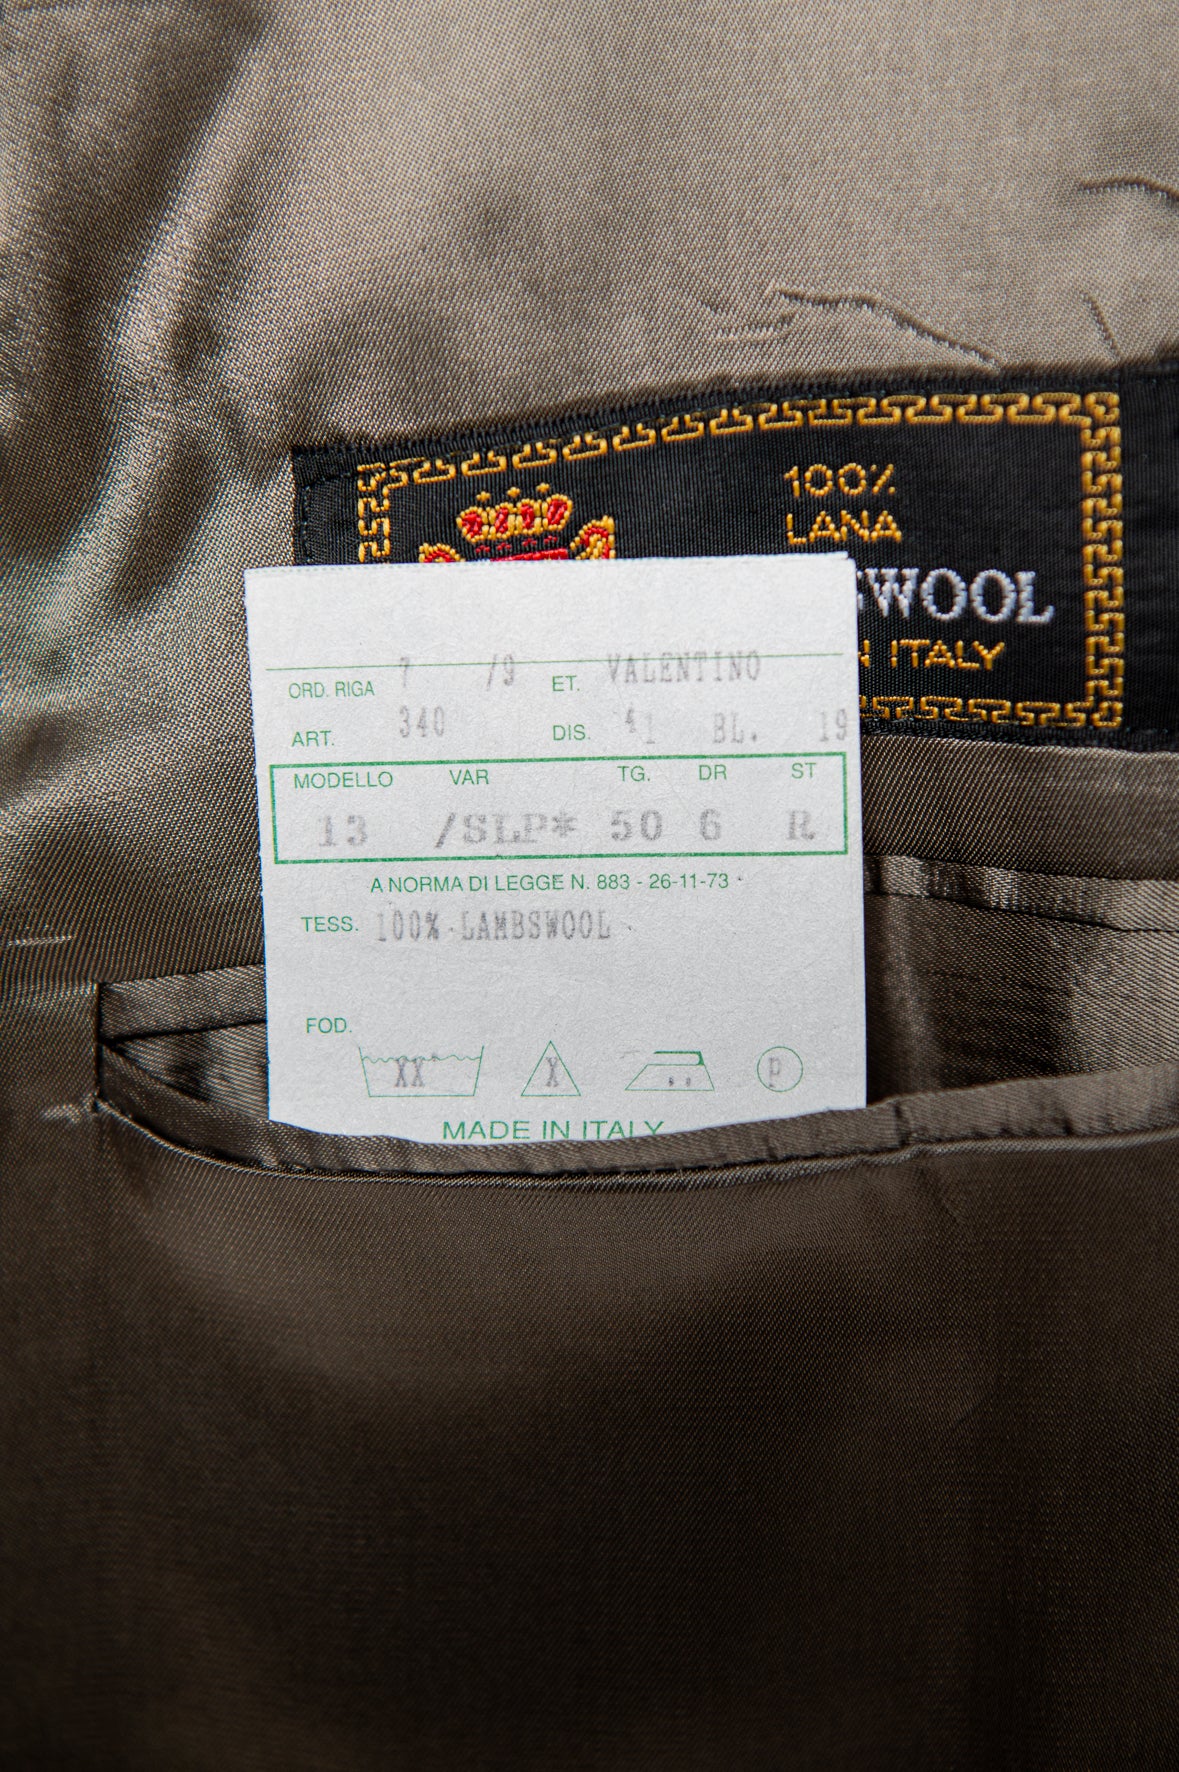 100%
LANA
SWOOL
ITALY
ORD. RIGA 7 /9 ET. VALENTINO
ART. 340 DIS. 41 BL. 19
MODELLO VAR TG. DR ST
13 /SLP* 50 6 R
A NORMA DI LEGGE N. 883 - 26-11-73
TESS. 100% LAMBSWOOL
FOD.
XX X P
MADE IN ITALY